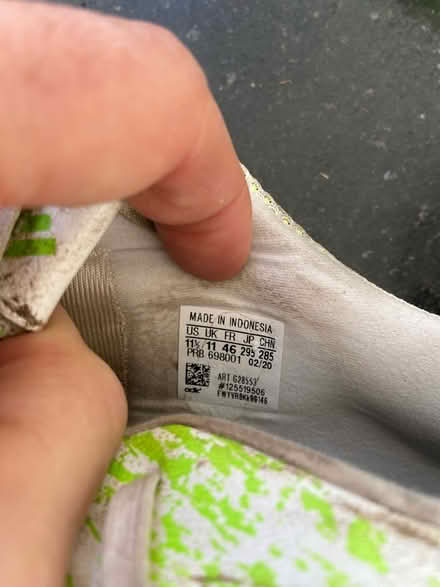 MADE IN INDONESIA
US UK FR JP CHN
11½ 11 46 295 285
PRB 698001 02/20
ART G28553
#125519506